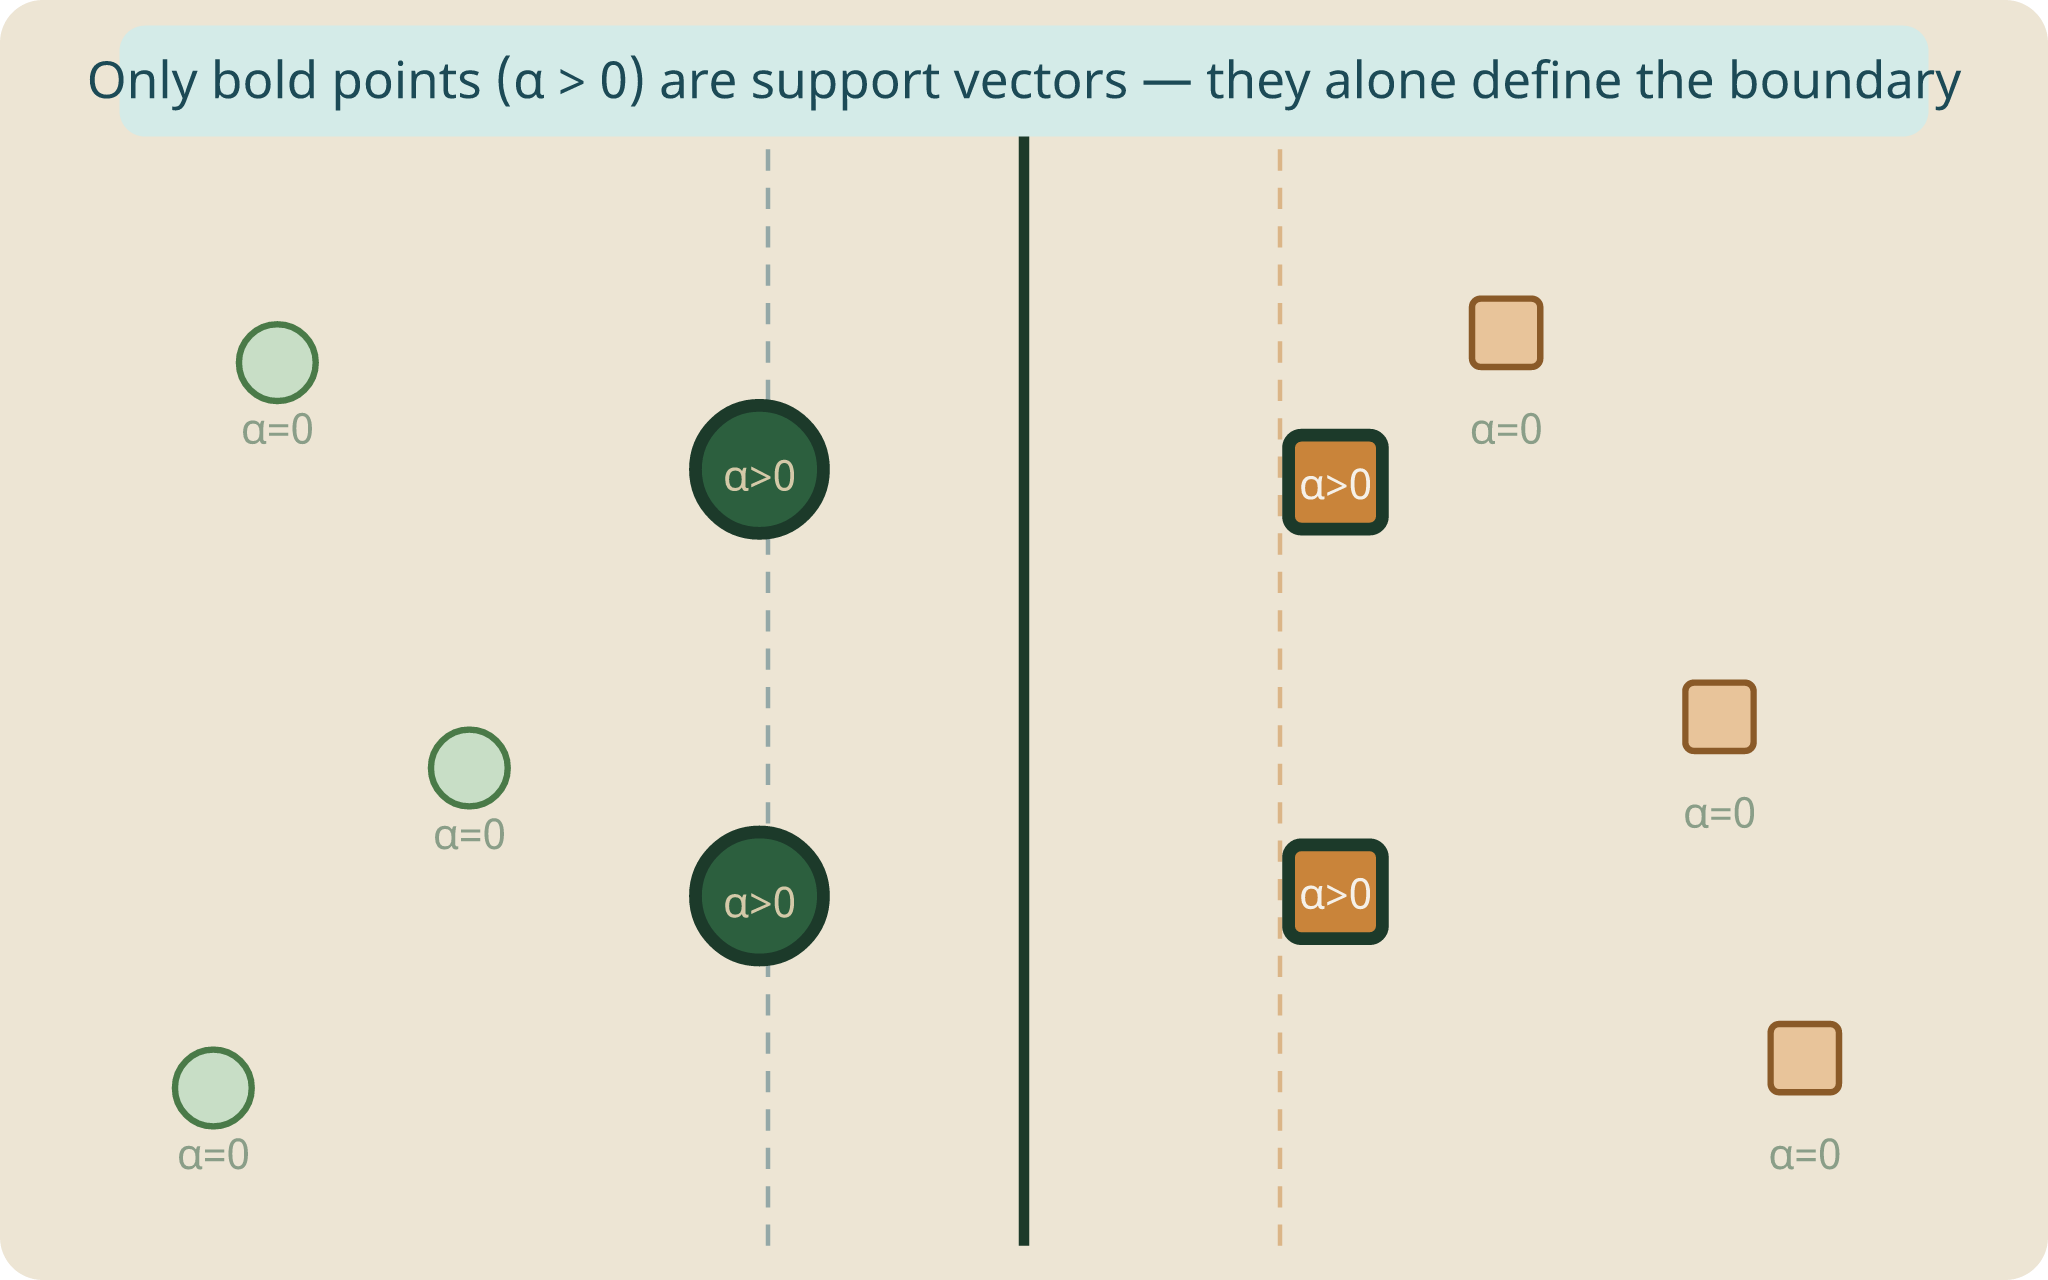 Only bold points (α > 0) are support vectors — they alone define the boundary
α=0
α=0
α>0
α>0
α=0
α=0
α>0
α>0
α=0
α=0